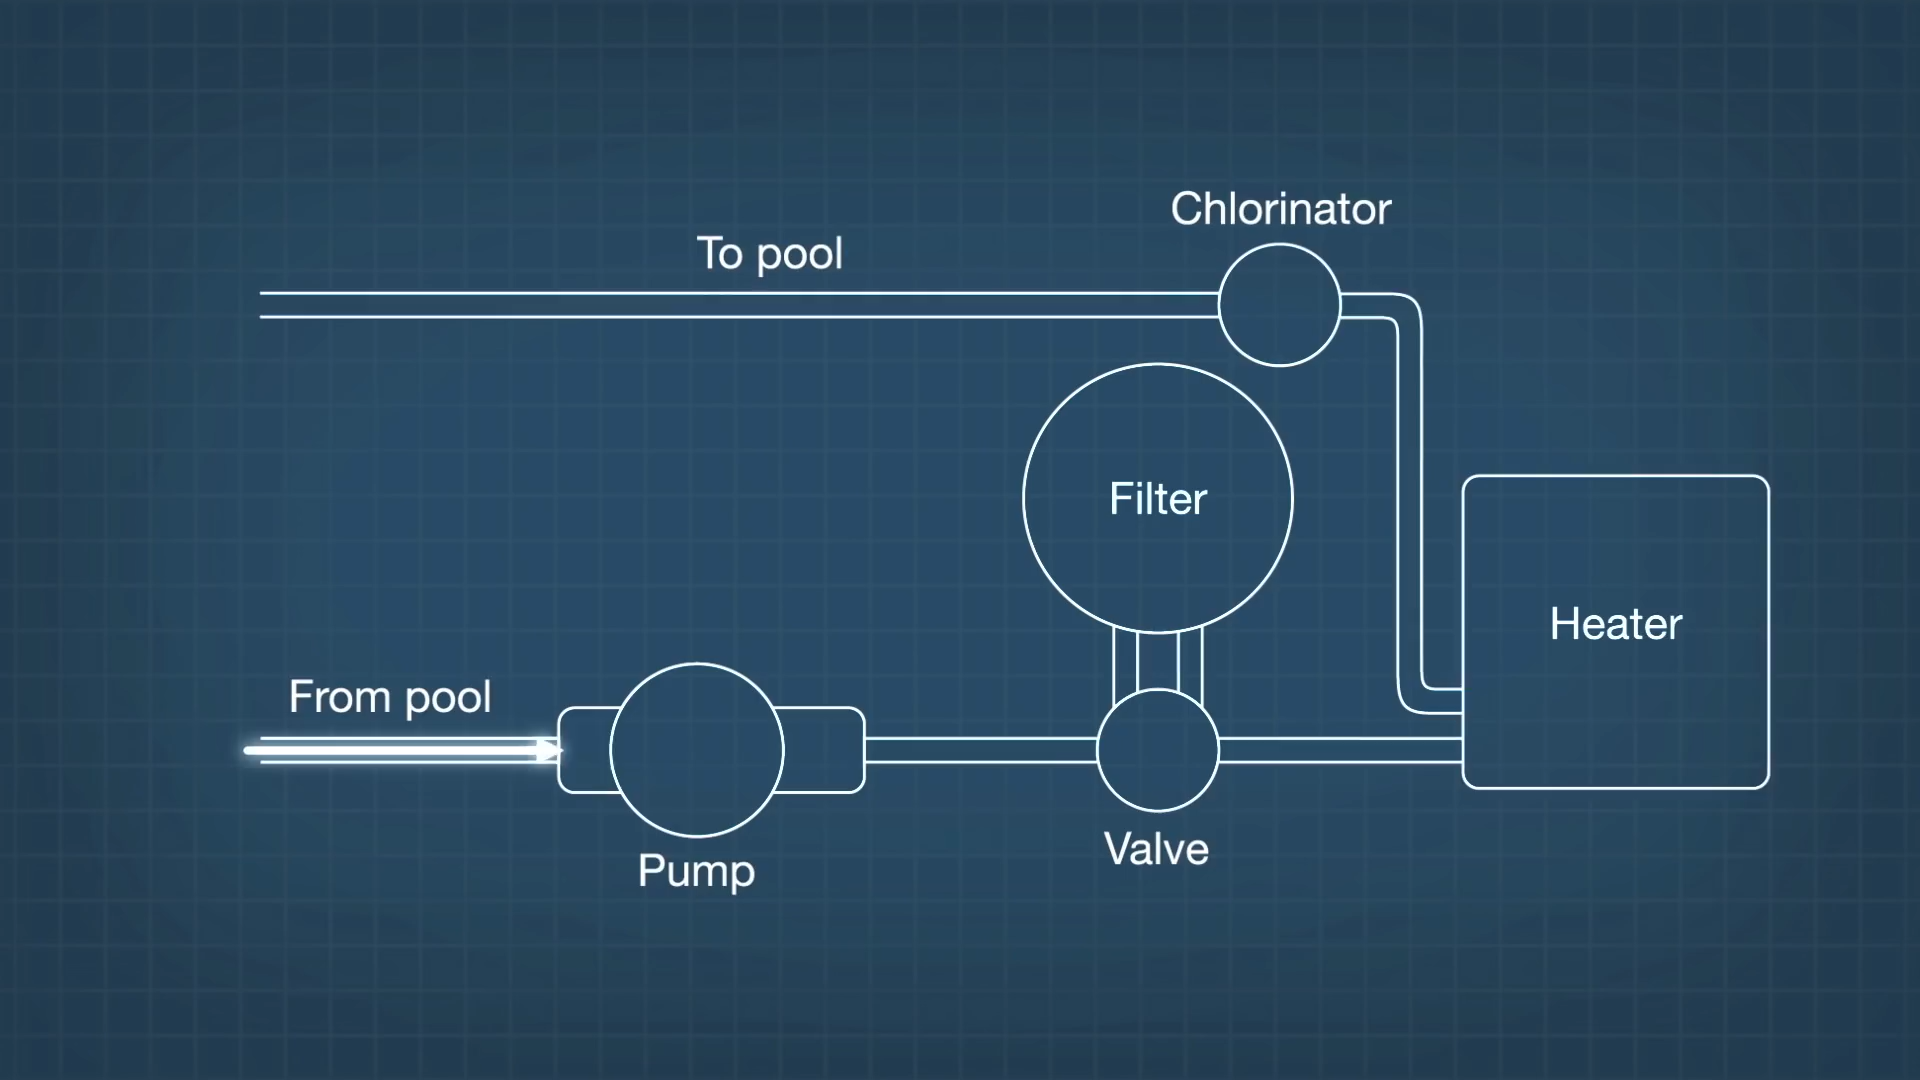 Chlorinator
To pool
Filter
Heater
From pool
Valve
Pump